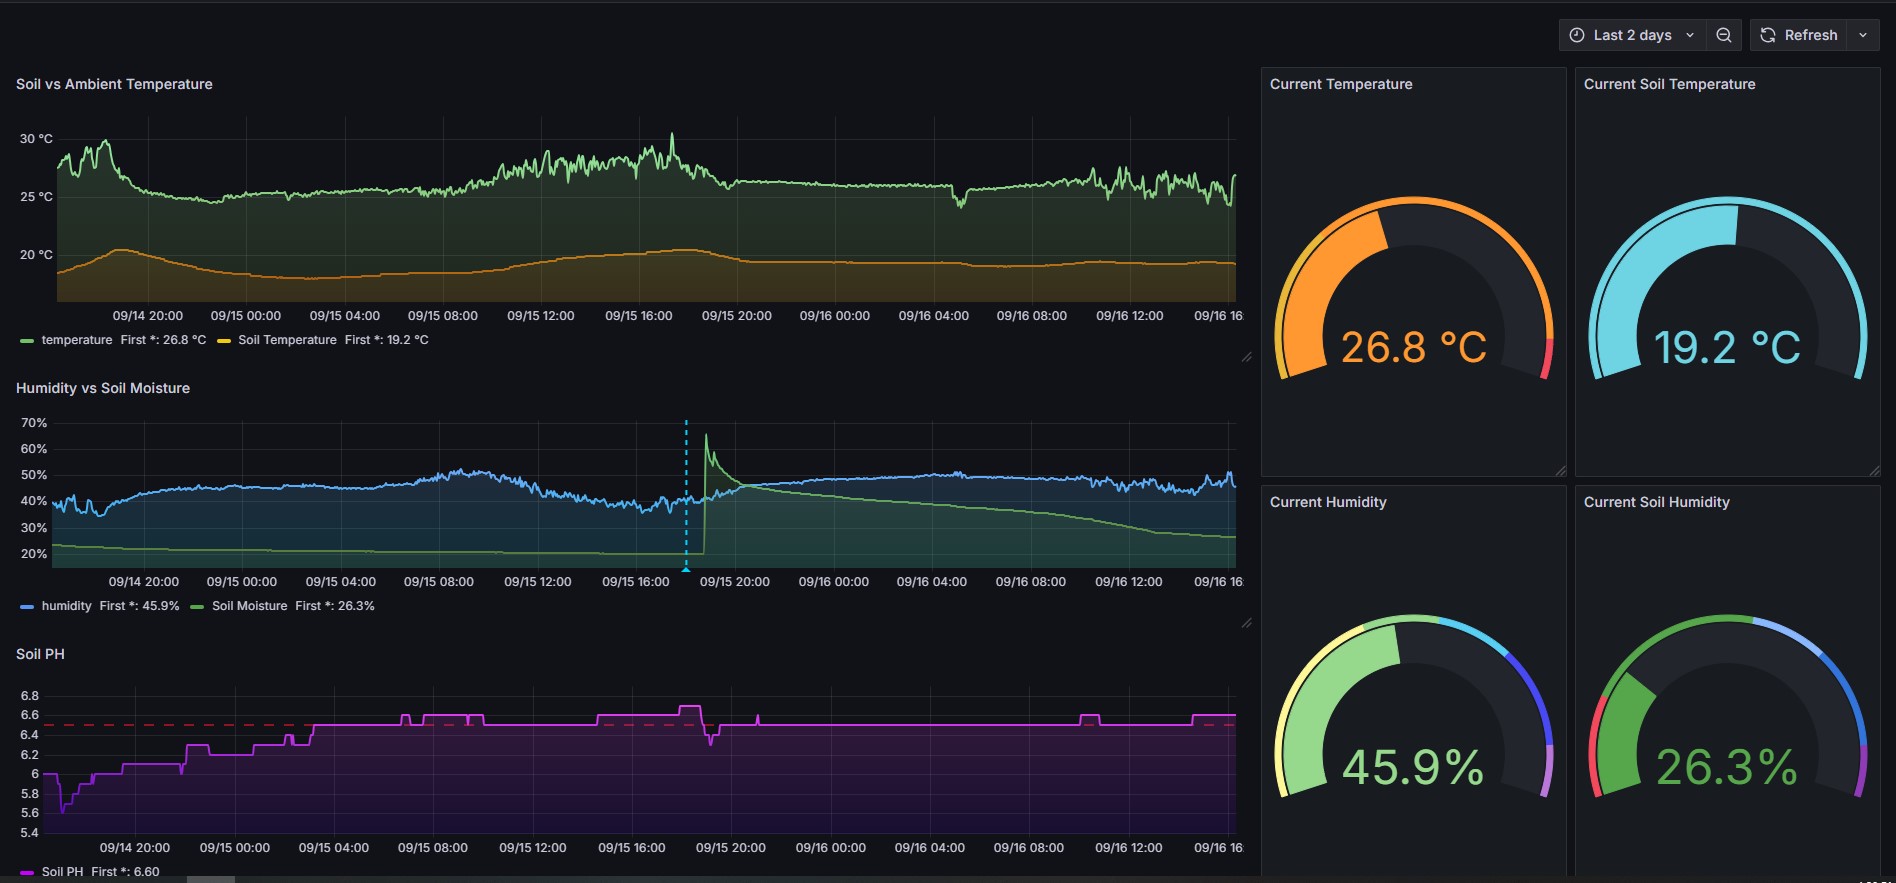 Last 2 days
Refresh
Soil vs Ambient Temperature
30 °C
25 °C
20 °C
09/14 20:00 09/15 00:00 09/15 04:00 09/15 08:00 09/15 12:00 09/15 16:00 09/15 20:00 09/16 00:00 09/16 04:00 09/16 08:00 09/16 12:00 09/16 16:
temperature First *: 26.8 °C Soil Temperature First *: 19.2 °C
Humidity vs Soil Moisture
70%
60%
50%
40%
30%
20%
09/14 20:00 09/15 00:00 09/15 04:00 09/15 08:00 09/15 12:00 09/15 16:00 09/15 20:00 09/16 00:00 09/16 04:00 09/16 08:00 09/16 12:00 09/16 16:
humidity First *: 45.9% Soil Moisture First *: 26.3%
Soil PH
6.8
6.6
6.4
6.2
6
5.8
5.6
5.4
09/14 20:00 09/15 00:00 09/15 04:00 09/15 08:00 09/15 12:00 09/15 16:00 09/15 20:00 09/16 00:00 09/16 04:00 09/16 08:00 09/16 12:00 09/16 16:
Soil PH First *: 6.60
Current Temperature
26.8 °C
Current Soil Temperature
19.2 °C
Current Humidity
45.9%
Current Soil Humidity
26.3%